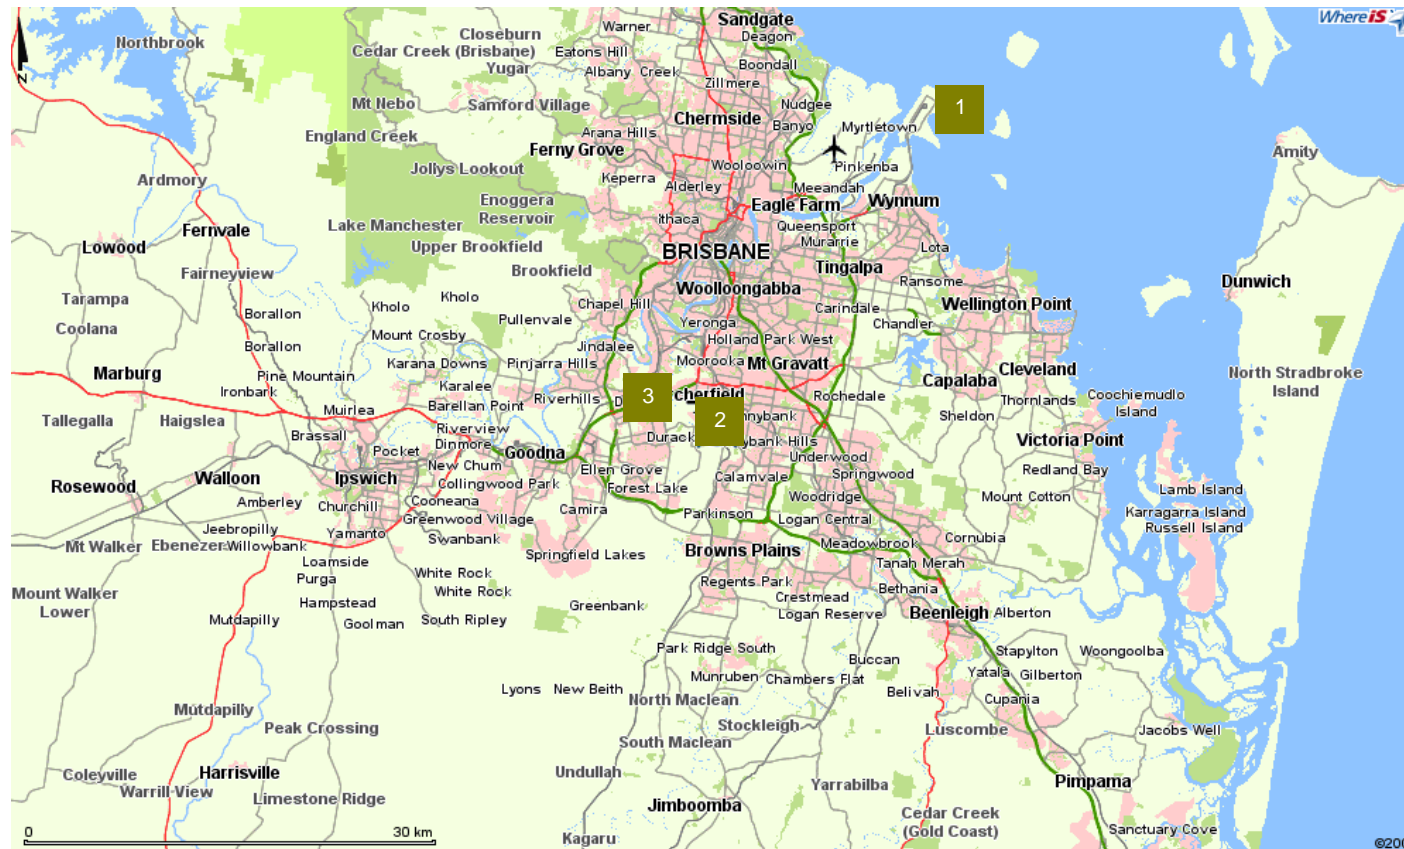 Sandgate
Deagon
WhereiS
Warner
Closeburn
Northbrook
Cedar Creek (Brisbane)
Eatons Hill
Yugar
Boondall
Albany Creek
Zillmere
N
Mt Nebo
Samford Village
Nudgee
1
Chermside
Banyo
Myrtletown
England Creek
Arana Hills
Ferny Grove
Amity
Jollys Lookout
Wooloowin
Pinkenba
Ardmory
Keperra
Alderley
Meeandah
Enoggera
Reservoir
Eagle Farm
Wynnum
Lake Manchester
Ithaca
Queensport
Fernvale
Lowood
Upper Brookfield
BRISBANE
Murarrie
Lota
Fairneyview
Brookfield
Tingalpa
Ransome
Dunwich
Tarampa
Kholo
Kholo
Chapel Hill
Woolloongabba
Wellington Point
Borallon
Pullenvale
Carindale
Coolana
Mount Crosby
Yeronga
Chandler
Borallon
Jindalee
Holland Park West
Marburg
Pine Mountain
Karana Downs
Pinjarra Hills
Moorooka
Mt Gravatt
Cleveland
North Stradbroke
Island
Ironbark
Karalee
Capalaba
3
cherfield
Riverhills
D
Rochedale
Thornlands
Coochiemudlo
Island
Tallegalla
Haigslea
Muirlea
Barellan Point
2
nnybank
Sheldon
Brassall
Riverview
Durack
ybank Hills
Victoria Point
Dinmore
Pocket
Goodna
Underwood
Walloon
Ipswich
New Chum
Ellen Grove
Calamvale
Springwood
Redland Bay
Rosewood
Collingwood Park
Forest Lake
Woodridge
Mount Cotton
Lamb Island
Amberley
Churchill
Cooneana
Camira
Parkinson
Logan Central
Karragarra Island
Greenwood Village
Russell Island
Jeebropilly
Yamanto
Swanbank
Mt Walker
Ebenezer
Willowbank
Springfield Lakes
Browns Plains
Meadowbrook
Cornubia
Loamside
Tanah Merah
White Rock
Purga
Regents Park
Bethania
Mount Walker
Lower
White Rock
Hampstead
Greenbank
Crestmead
Logan Reserve
Beenleigh
Alberton
Mutdapilly
Goolman
South Ripley
Park Ridge South
Stapylton
Woongoolba
Buccan
Yatala
Gilberton
Munruben
Chambers Flat
Lyons
New Beith
North Maclean
Belivah
Cupania
Mutdapilly
Peak Crossing
Stockleigh
Luscombe
Jacobs Well
South Maclean
Coleyville
Harrisville
Undullah
Yarrabilba
Pimpama
Warrill View
Limestone Ridge
Jimboomba
Cedar Creek
(Gold Coast)
Sanctuary Cove
0
30 km
Kagaru